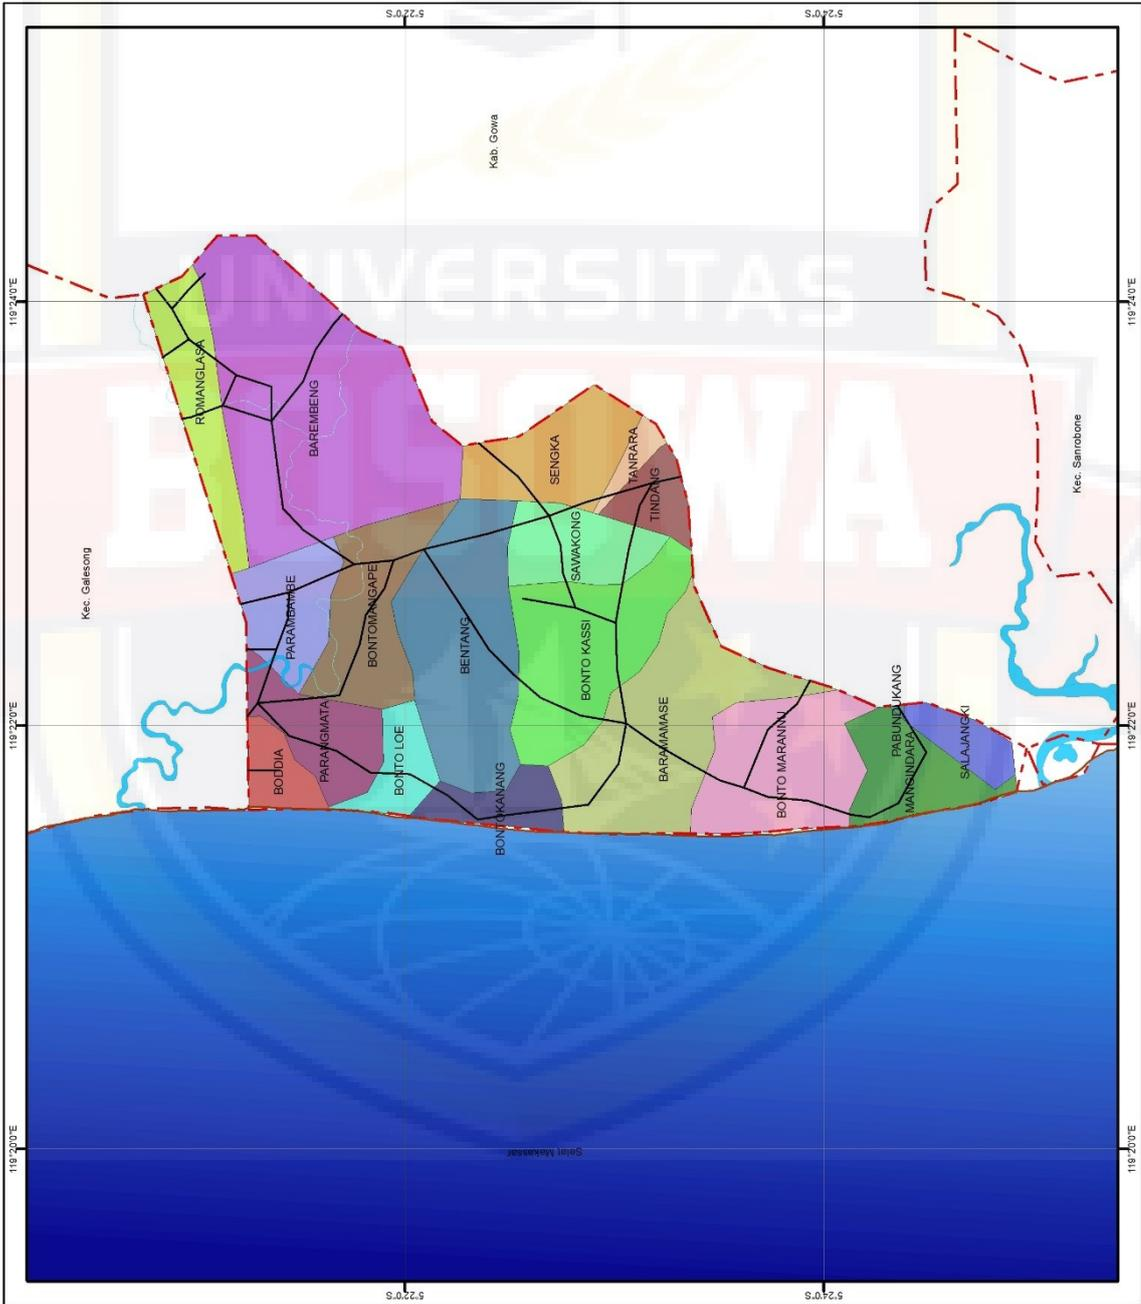 5°22'0"S
5°24'0"S
Kab. Gowa
119°24'0"E
119°24'0"E
UNIVERSITAS
BOSOWA
ROMANGLASA
BAREMBENG
SENGKA
TANRARA
TINDANG
Kec. Sanrobone
Kec. Galesong
SAWAKONG
PARAMBAMBE
BONTOMANGAPE
BENTANG
BONTO KASSI
119°22'0"E
119°22'0"E
BODDIA
PARANGMATA
BONTO LOE
BONTOKANANG
BARAMAMASE
BONTO MARANNU
PABUNDUKANG
MANGINDARA
SALAJANGKI
119°20'0"E
119°20'0"E
Selat Makassar
5°22'0"S
5°24'0"S